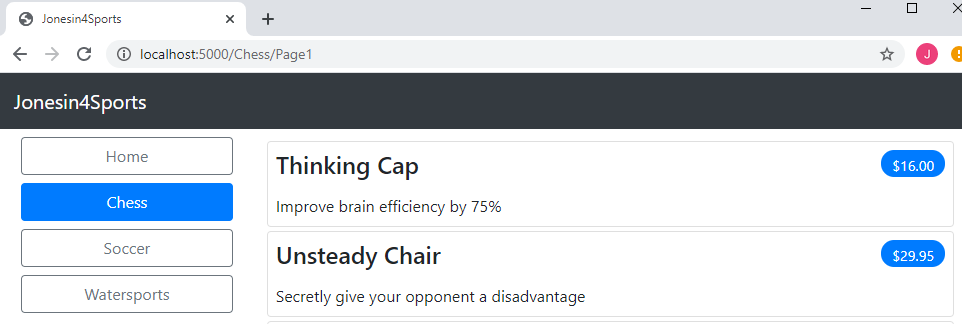 Jonesin4Sports
localhost:5000/Chess/Page1
J
Jonesin4Sports
Home
Chess
Soccer
Watersports
Thinking Cap
$16.00
Improve brain efficiency by 75%
Unsteady Chair
$29.95
Secretly give your opponent a disadvantage